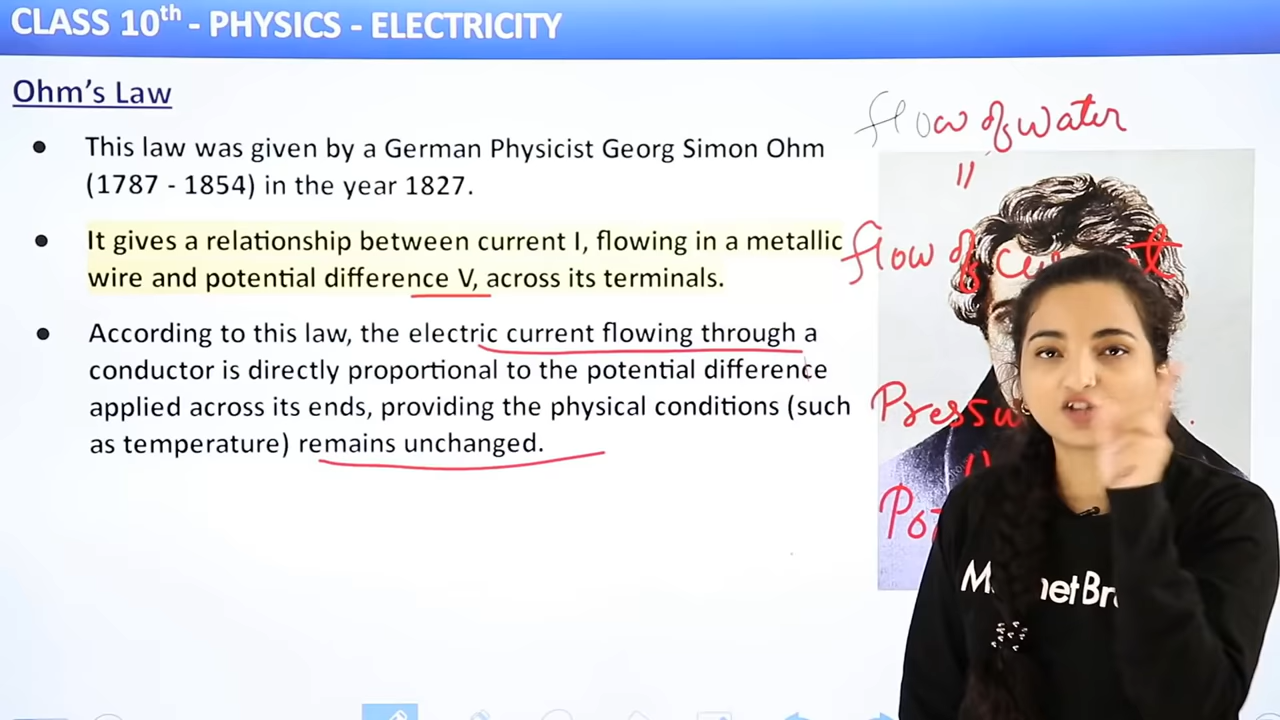 CLASS 10th - PHYSICS - ELECTRICITY
Ohm's Law
● This law was given by a German Physicist Georg Simon Ohm
(1787 - 1854) in the year 1827.
● It gives a relationship between current I, flowing in a metallic
wire and potential difference V, across its terminals.
● According to this law, the electric current flowing through a
conductor is directly proportional to the potential difference
applied across its ends, providing the physical conditions (such
as temperature) remains unchanged.
flow of water
flow of